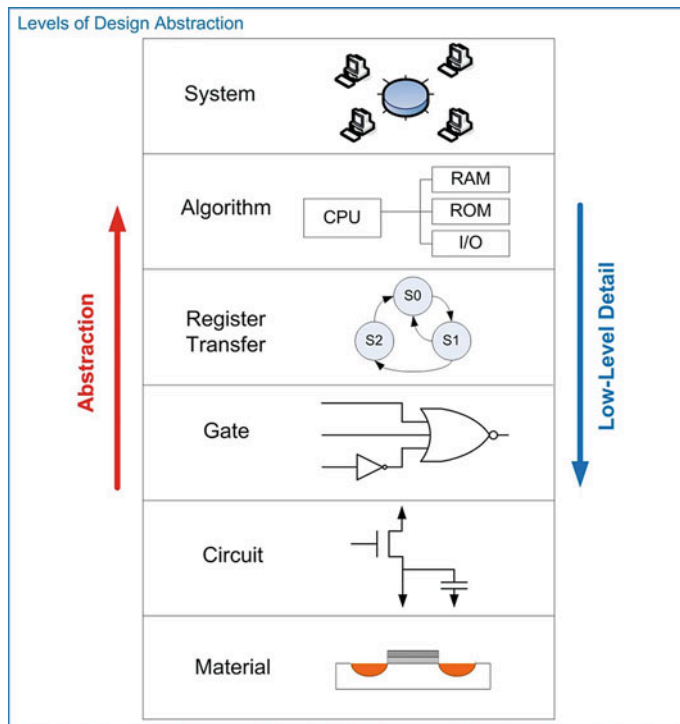 Levels of Design Abstraction
System
Algorithm
CPU
RAM
ROM
I/O
Register
Transfer
S0
S2
S1
Gate
Circuit
Material
Abstraction
Low-Level Detail